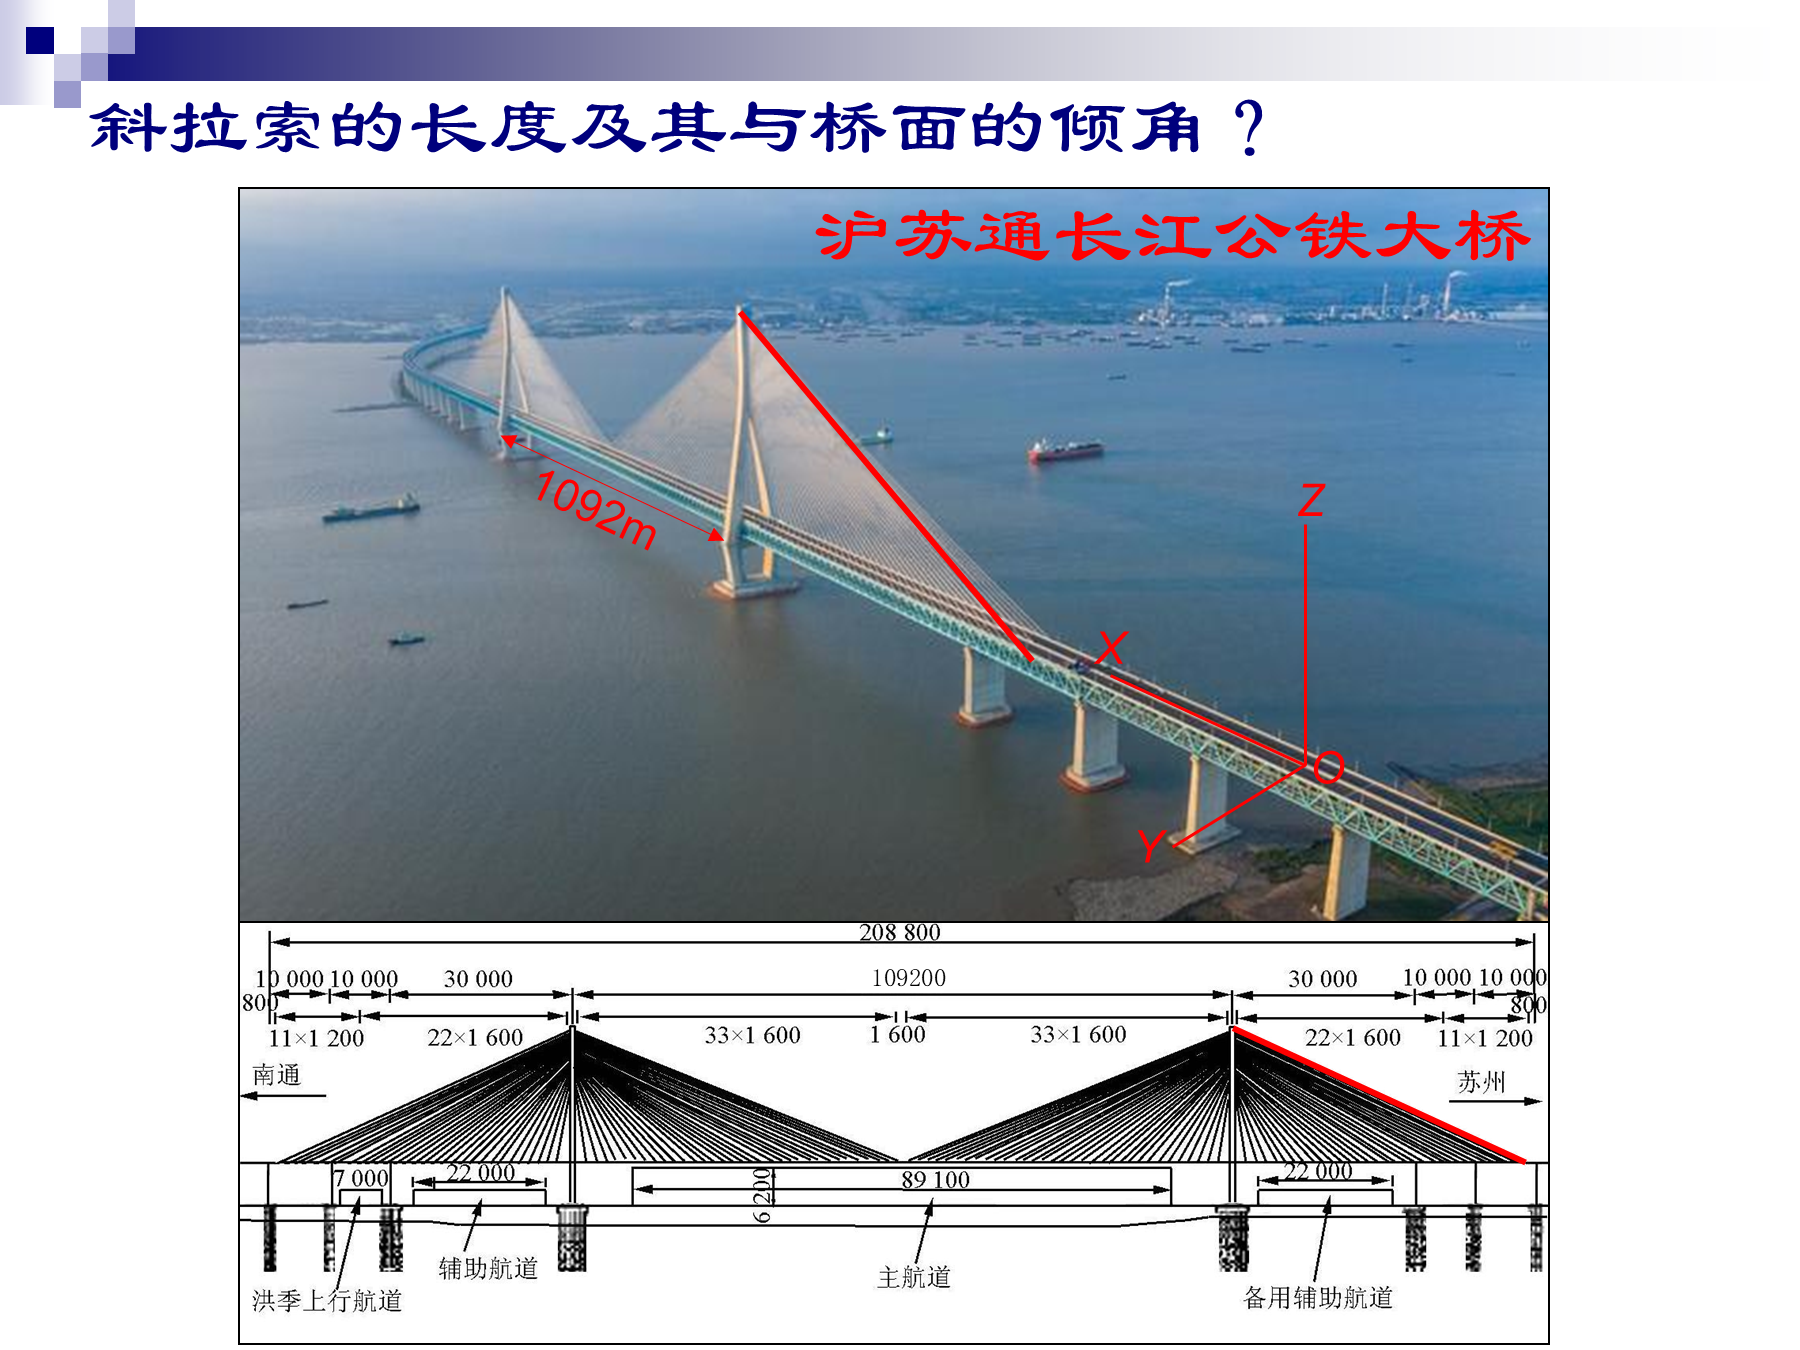 斜拉索的长度及其与桥面的倾角？
沪苏通长江公铁大桥
1092m
Z
X
O
Y
208 800
10 000 10 000 30 000 109200 30 000 10 000 10 000
800 800
11×1 200 22×1 600 33×1 600 1 600 33×1 600 22×1 600 11×1 200
南通 苏州
7 000 22 000 6 200 89 100 22 000
辅助航道 主航道
洪季上行航道 备用辅助航道